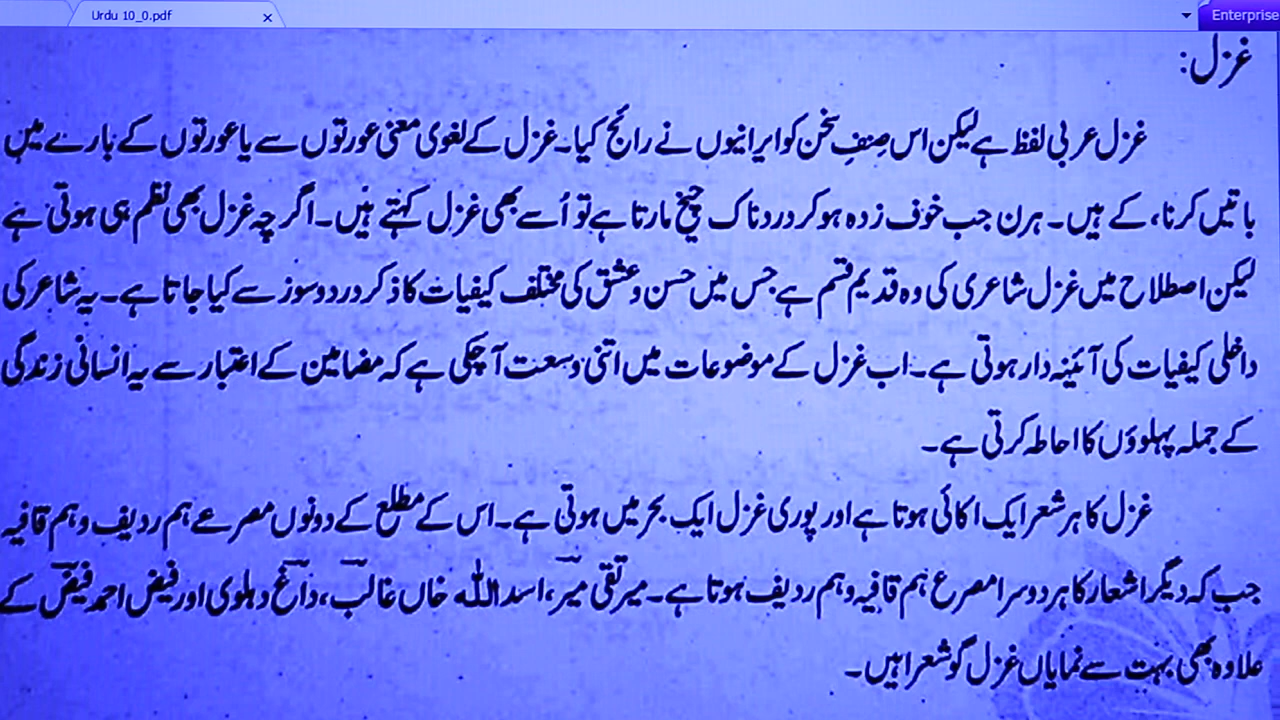 Urdu 10_0.pdf
Enterprise
غزل:
غزل عربی لفظ ہے لیکن اس صِنفِ سخن کو ایرانیوں نے رائج کیا۔ غزل کے لغوی معنی عورتوں سے یا عورتوں کے بارے میں
باتیں کرنا، کے ہیں۔ ہرن جب خوف زدہ ہو کر دردناک چیخ مارتا ہے تو اُسے بھی غزل کہتے ہیں۔ اگر چہ غزل بھی نظم ہی ہوتی ہے
لیکن اصطلاح میں غزل شاعری کی وہ قدیم قسم ہے جس میں حسن و عشق کی مختلف کیفیات کا ذکر درد و سوز سے کیا جاتا ہے۔ یہ شاعر کی
داخلی کیفیات کی آئینہ دار ہوتی ہے۔ اب غزل کے موضوعات میں اتنی وسعت آ چکی ہے کہ مضامین کے اعتبار سے یہ انسانی زندگی
کے جملہ پہلوؤں کا احاطہ کرتی ہے۔
غزل کا ہر شعر ایک اکائی ہوتا ہے اور پوری غزل ایک بحر میں ہوتی ہے۔ اس کے مطلع کے دونوں مصرعے ہم ردیف و ہم قافیہ
جب کہ دیگر اشعار کا ہر دوسرا مصرع ہم قافیہ و ہم ردیف ہوتا ہے۔ میر تقی میرؔ، اسد اللہ خاں غالبؔ، داغؔ دہلوی اور فیض احمد فیضؔ کے
علاوہ بھی بہت سے نمایاں غزل گو شعرا ہیں۔